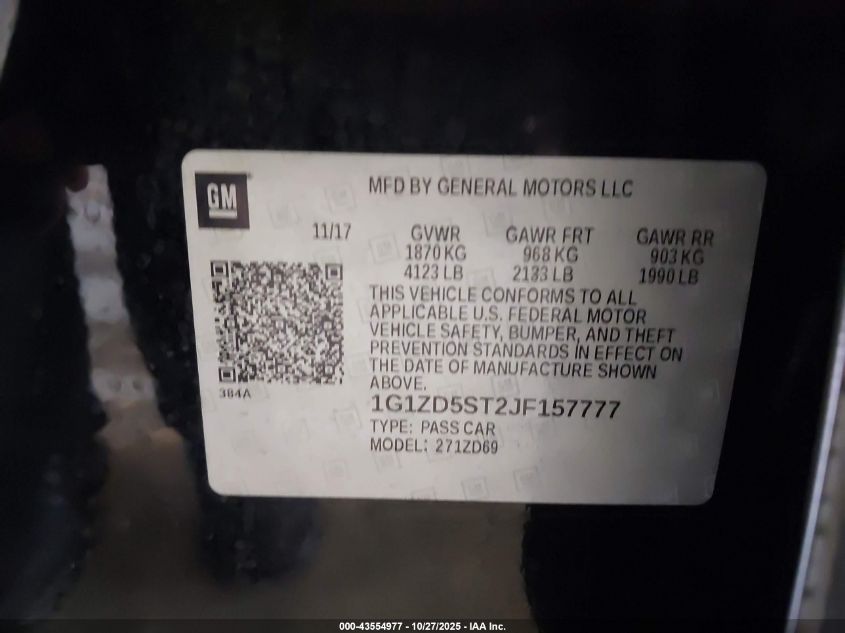 GM
MFD BY GENERAL MOTORS LLC
11/17
GVWR GAWR FRT GAWR RR
1870 KG 968 KG 903 KG
4123 LB 2133 LB 1990 LB
THIS VEHICLE CONFORMS TO ALL
APPLICABLE U.S. FEDERAL MOTOR
VEHICLE SAFETY, BUMPER, AND THEFT
PREVENTION STANDARDS IN EFFECT ON
THE DATE OF MANUFACTURE SHOWN
ABOVE.
384A
1G1ZD5ST2JF157777
TYPE: PASS CAR
MODEL: 271ZD69
000-43554977 - 10/27/2025 - IAA Inc.